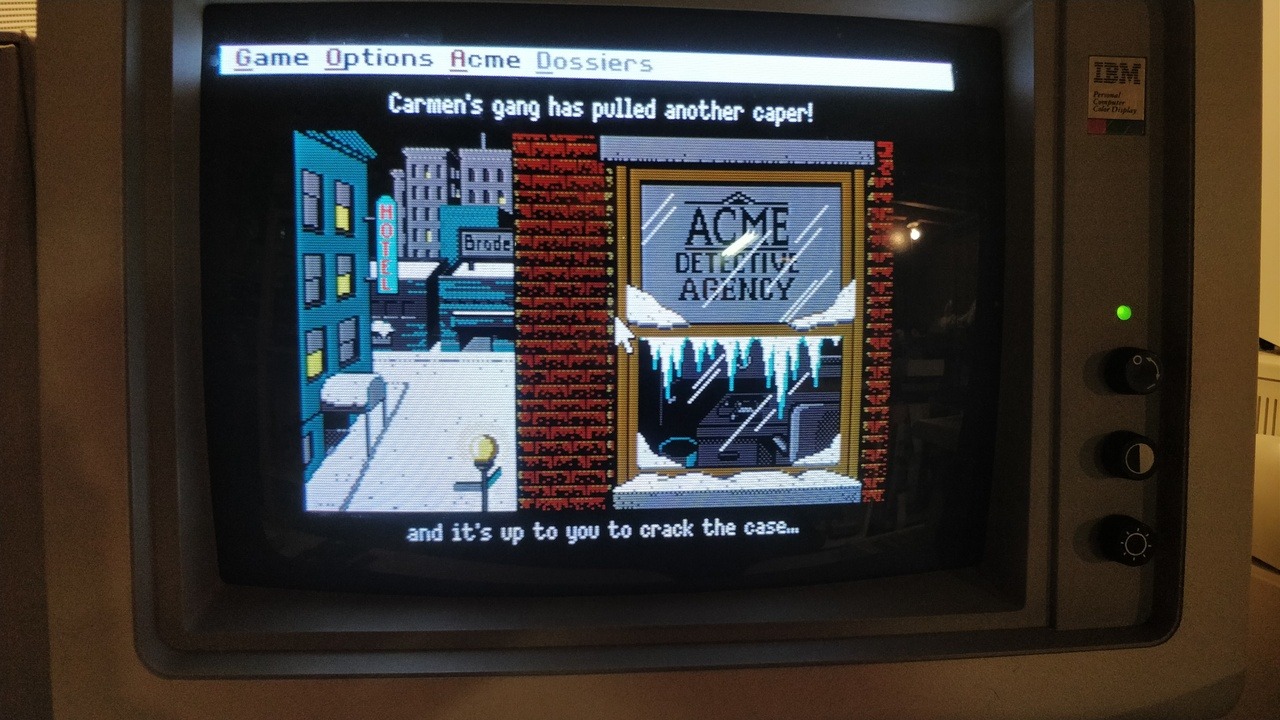 Game Options Acme Dossiers
Carmen's gang has pulled another caper!
HOTEL
Brode
ACME
DETECTIVE
AGENCY
and it's up to you to crack the case...
IBM
Personal
Computer
Color Display